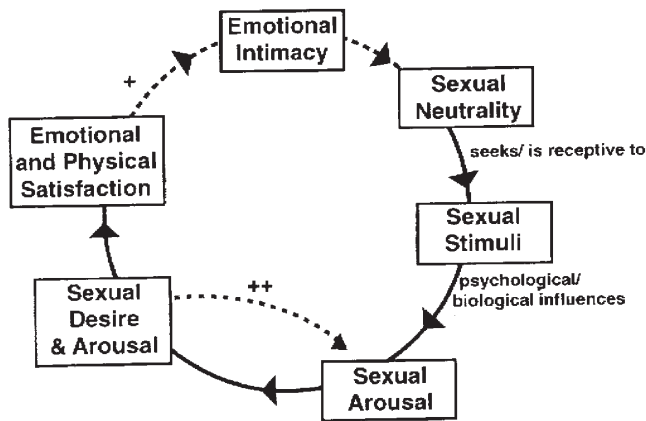 Emotional
Intimacy
+
Sexual
Neutrality
seeks/ is receptive to
Emotional
and Physical
Satisfaction
Sexual
Stimuli
psychological/
biological influences
++
Sexual
Desire
& Arousal
Sexual
Arousal